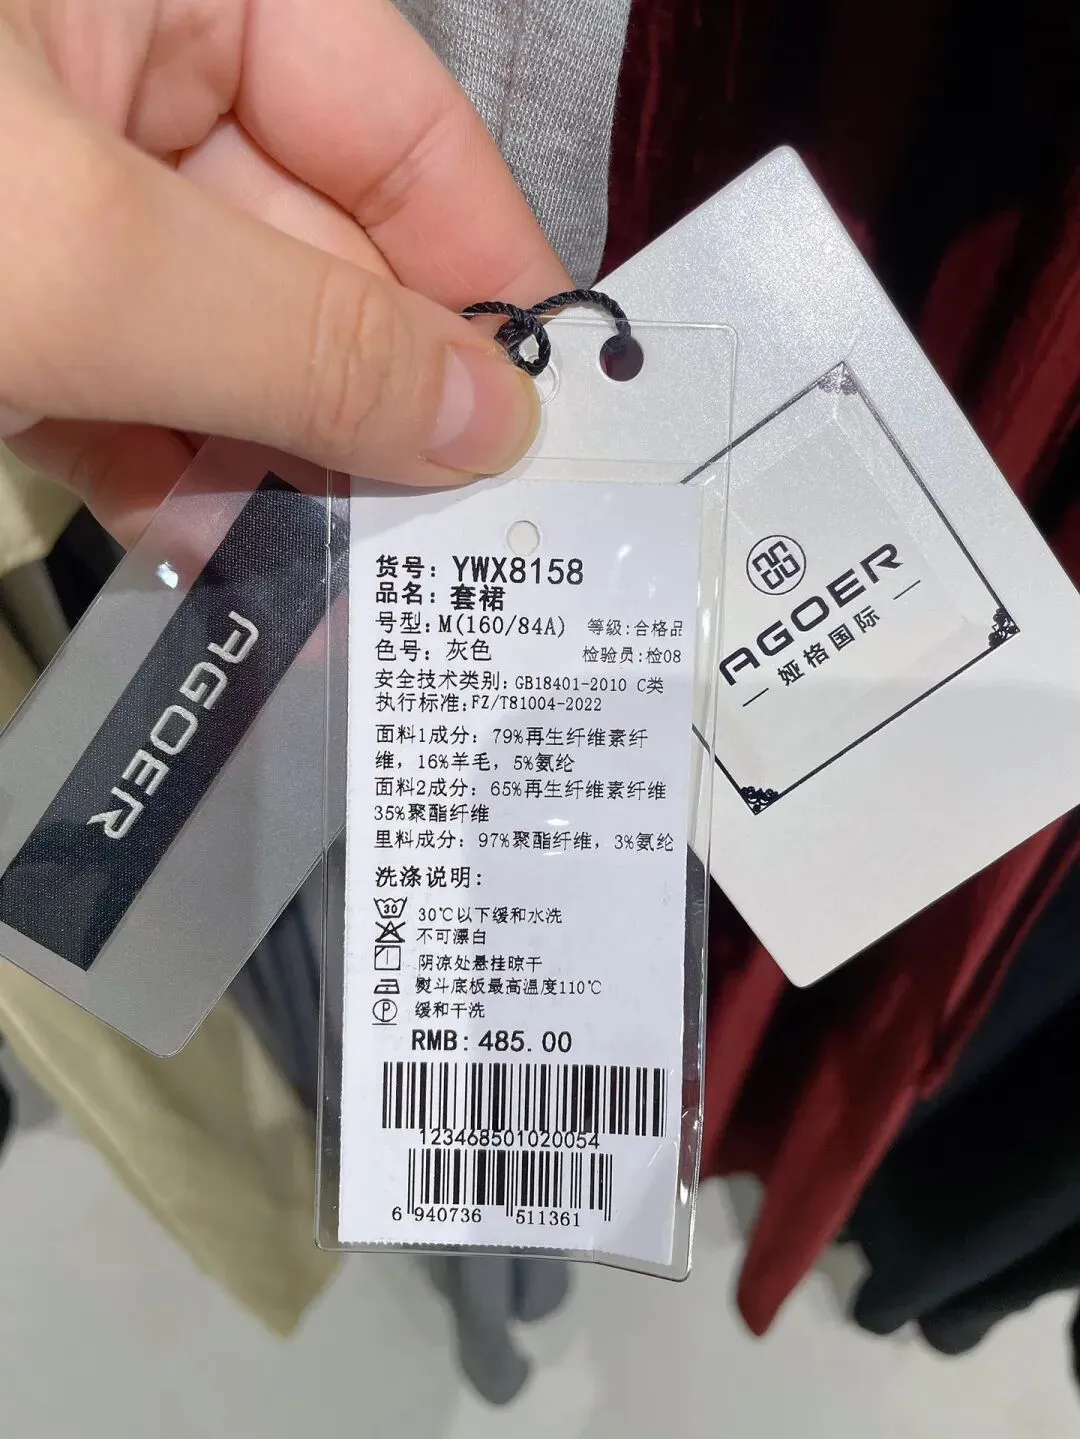 货号: YWX8158
品名: 套裙
号型: M(160/84A) 等级:合格品
色号: 灰色 检验员:检08
安全技术类别: GB18401-2010 C类
执行标准:FZ/T81004-2022
面料1成分: 79%再生纤维素纤
维, 16%羊毛, 5%氨纶
面料2成分: 65%再生纤维素纤维
35%聚酯纤维
里料成分: 97%聚酯纤维, 3%氨纶
洗涤说明:
30
30℃以下缓和水洗
不可漂白
阴凉处悬挂晾干
熨斗底板最高温度110℃
P
缓和干洗
RMB: 485.00
123468501020054
6 940736 511361
AGOER
AGOER
娅格国际